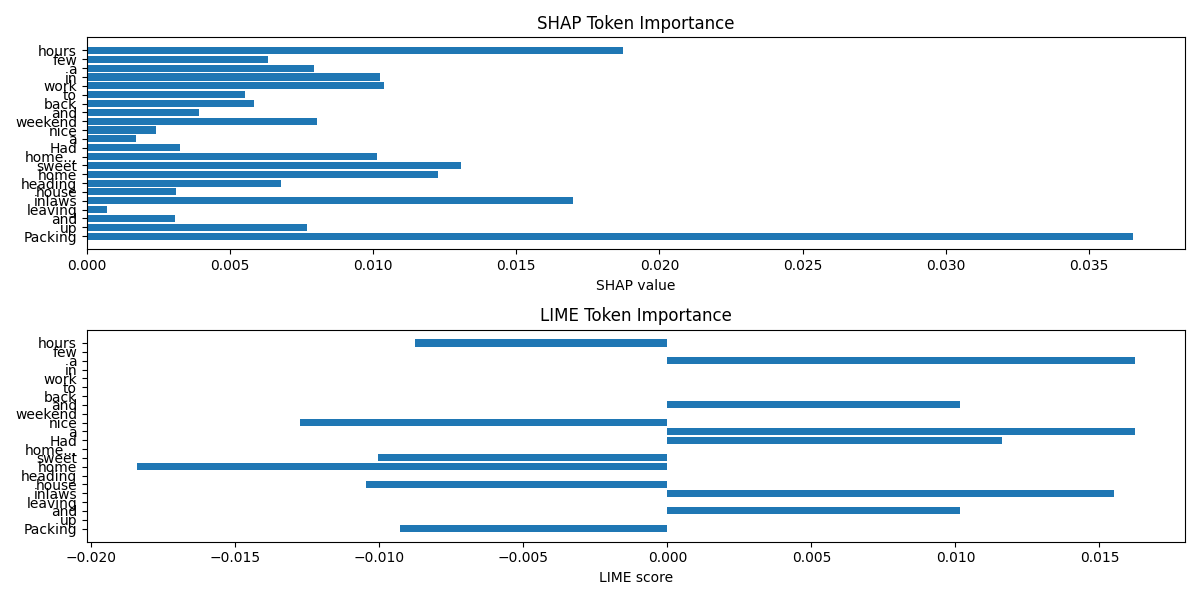 SHAP Token Importance
hours
few
a
in
work
to
back
and
weekend
nice
a
Had
home...
sweet
home
heading
house
inlaws
leaving
and
up
Packing
0.000 0.005 0.010 0.015 0.020 0.025 0.030 0.035
SHAP value
LIME Token Importance
hours
few
a
in
work
to
back
and
weekend
nice
a
Had
home...
sweet
home
heading
house
inlaws
leaving
and
up
Packing
−0.020 −0.015 −0.010 −0.005 0.000 0.005 0.010 0.015
LIME score